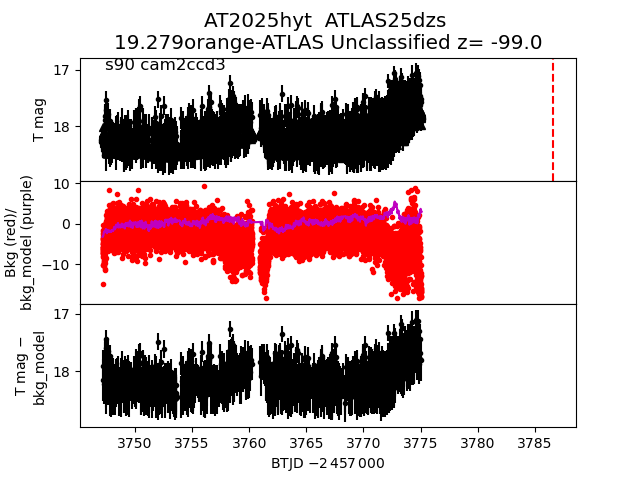 AT2025hyt  ATLAS25dzs
19.279orange-ATLAS Unclassified z= -99.0
s90 cam2ccd3
17
18
T mag
10
0
−10
Bkg (red)/
bkg_model (purple)
17
18
T mag −
bkg_model
3750 3755 3760 3765 3770 3775 3780 3785
BTJD −2 457 000